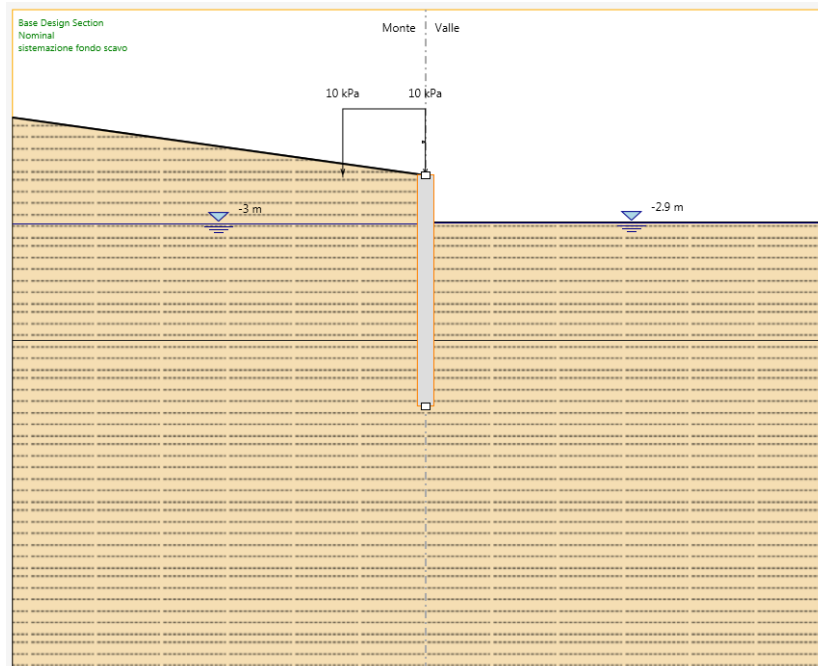 Base Design Section
Nominal
sistemazione fondo scavo
Monte Valle
10 kPa 10 kPa
-3 m -2.9 m